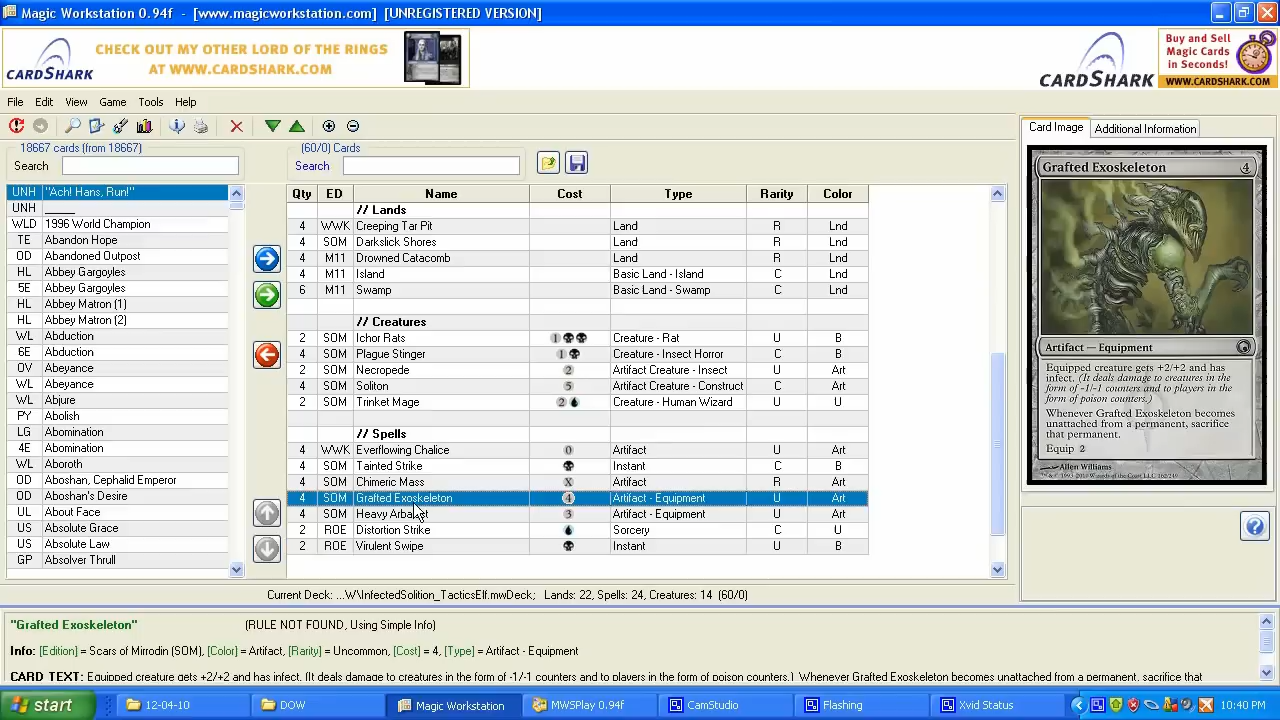 Magic Workstation 0.94f - [www.magicworkstation.com] [UNREGISTERED VERSION]
CARDSHARK
CHECK OUT MY OTHER LORD OF THE RINGS
AT WWW.CARDSHARK.COM
CARDSHARK
Buy and Sell
Magic Cards
in Seconds!
WWW.CARDSHARK.COM
File Edit View Game Tools Help
18667 cards (from 18667)
Search
(60/0) Cards
Search
Card Image Additional Information
UNH "Ach! Hans, Run!"
UNH _____
WLD 1996 World Champion
TE Abandon Hope
OD Abandoned Outpost
HL Abbey Gargoyles
5E Abbey Gargoyles
HL Abbey Matron (1)
HL Abbey Matron (2)
WL Abduction
6E Abduction
OV Abeyance
WL Abeyance
WL Abjure
PY Abolish
LG Abomination
4E Abomination
WL Aboroth
OD Aboshan, Cephalid Emperor
OD Aboshan's Desire
UL About Face
US Absolute Grace
US Absolute Law
GP Absolver Thrull
Qty ED Name Cost Type Rarity Color
// Lands
4 WWK Creeping Tar Pit Land R Lnd
4 SOM Darkslick Shores Land R Lnd
4 M11 Drowned Catacomb Land R Lnd
4 M11 Island Basic Land - Island C Lnd
6 M11 Swamp Basic Land - Swamp C Lnd
// Creatures
2 SOM Ichor Rats 1 Creature - Rat U B
4 SOM Plague Stinger 1 Creature - Insect Horror C B
2 SOM Necropede 2 Artifact Creature - Insect U Art
4 SOM Soliton 5 Artifact Creature - Construct C Art
2 SOM Trinket Mage 2 Creature - Human Wizard U U
// Spells
4 WWK Everflowing Chalice 0 Artifact U Art
4 SOM Tainted Strike Instant C B
4 SOM X Artifact R Art
4 SOM Grafted Exoskeleton 4 Artifact - Equipment U Art
4 SOM Heavy Arbalest 3 Artifact - Equipment U Art
2 ROE Distortion Strike Sorcery C U
2 ROE Virulent Swipe Instant U B
Grafted Exoskeleton 4
Artifact — Equipment
Equipped creature gets +2/+2 and has
infect. (It deals damage to creatures in the
form of -1/-1 counters and to players in the
form of poison counters.)
Whenever Grafted Exoskeleton becomes
unattached from a permanent, sacrifice
that permanent.
Equip 2
Allen Williams
Current Deck: ...W\InfectedSolition_TacticsElf.mwDeck; Lands: 22, Spells: 24, Creatures: 14 (60/0)
"Grafted Exoskeleton" (RULE NOT FOUND, Using Simple Info)
Info: [Edition] = Scars of Mirrodin (SOM), [Color] = Artifact, [Rarity] = Uncommon, [Cost] = 4, [Type] = Artifact - Equipment
CARD TEXT: Equipped creature gets +2/+2 and has infect. (It deals damage to creatures in the form of -1/-1 counters and to players in the form of poison counters.) Whenever Grafted Exoskeleton becomes unattached from a permanent, sacrifice that
start 12-04-10 DOW Magic Workstation MWSPlay 0.94f CamStudio Flashing Xvid Status 10:40 PM